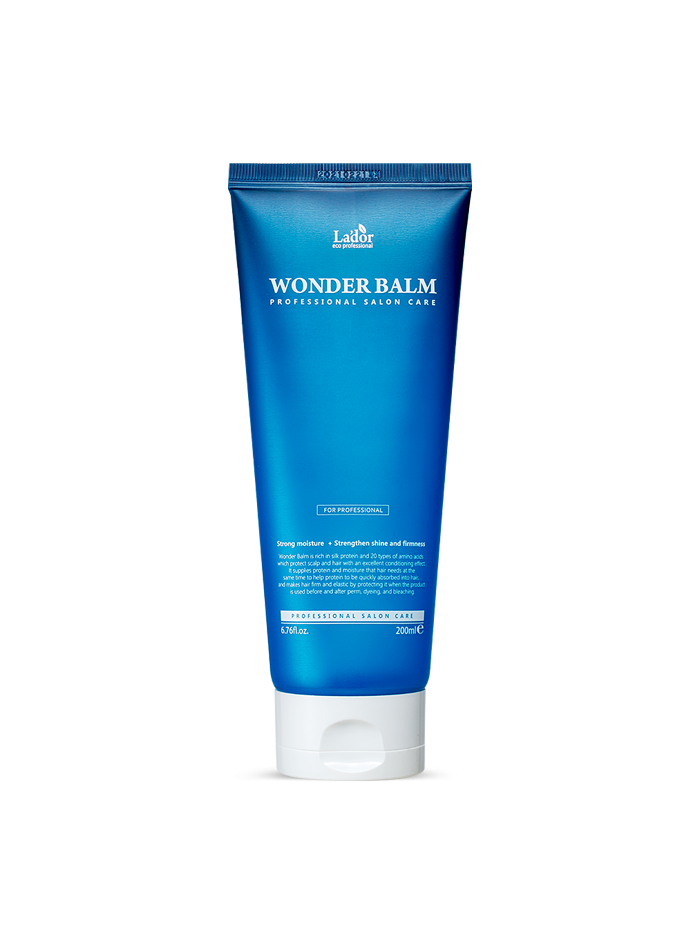 La'dor
eco professional
WONDER BALM
PROFESSIONAL SALON CARE
FOR PROFESSIONAL
Strong moisture + Strengthen shine and firmness
Wonder Balm is rich in silk protein and 20 types of amino acids
which protect scalp and hair with an excellent conditioning effect
It supplies protein and moisture that hair needs at the
same time to help protein to be quickly absorbed into hair,
and makes hair firm and elastic by protecting it when the product
is used before and after perm, dyeing, and bleaching
PROFESSIONAL SALON CARE
6.76fl.oz. 200ml℮